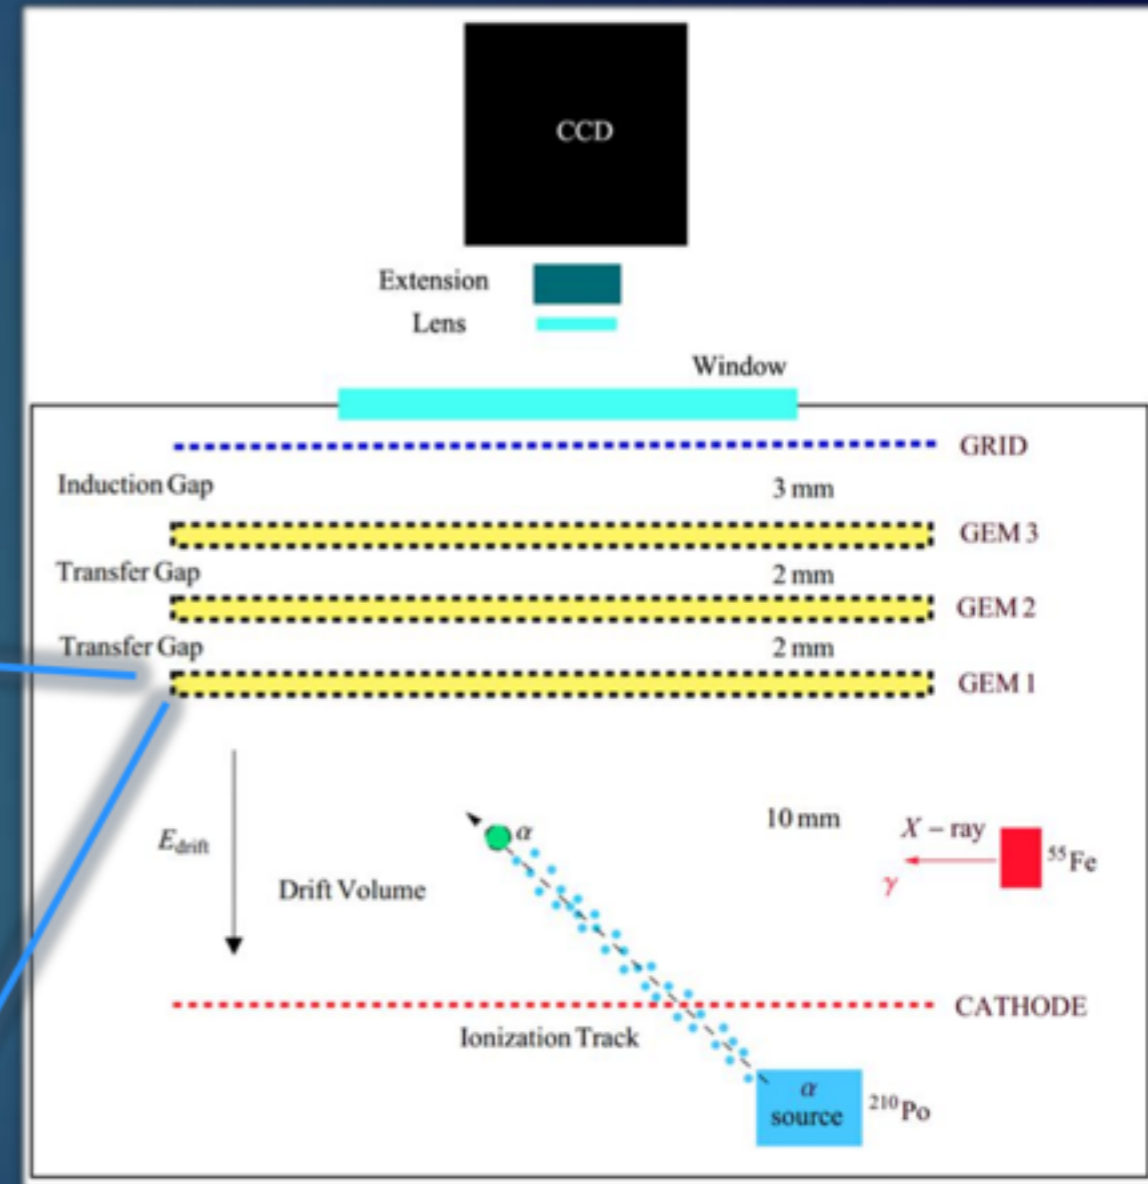 CCD
Extension
Lens
Window
GRID
Induction Gap
3 mm
GEM 3
Transfer Gap
2 mm
GEM 2
Transfer Gap
2 mm
GEM 1
E_drift
10 mm
α
X – ray
γ
⁵⁵Fe
Drift Volume
CATHODE
Ionization Track
α
source
²¹⁰Po